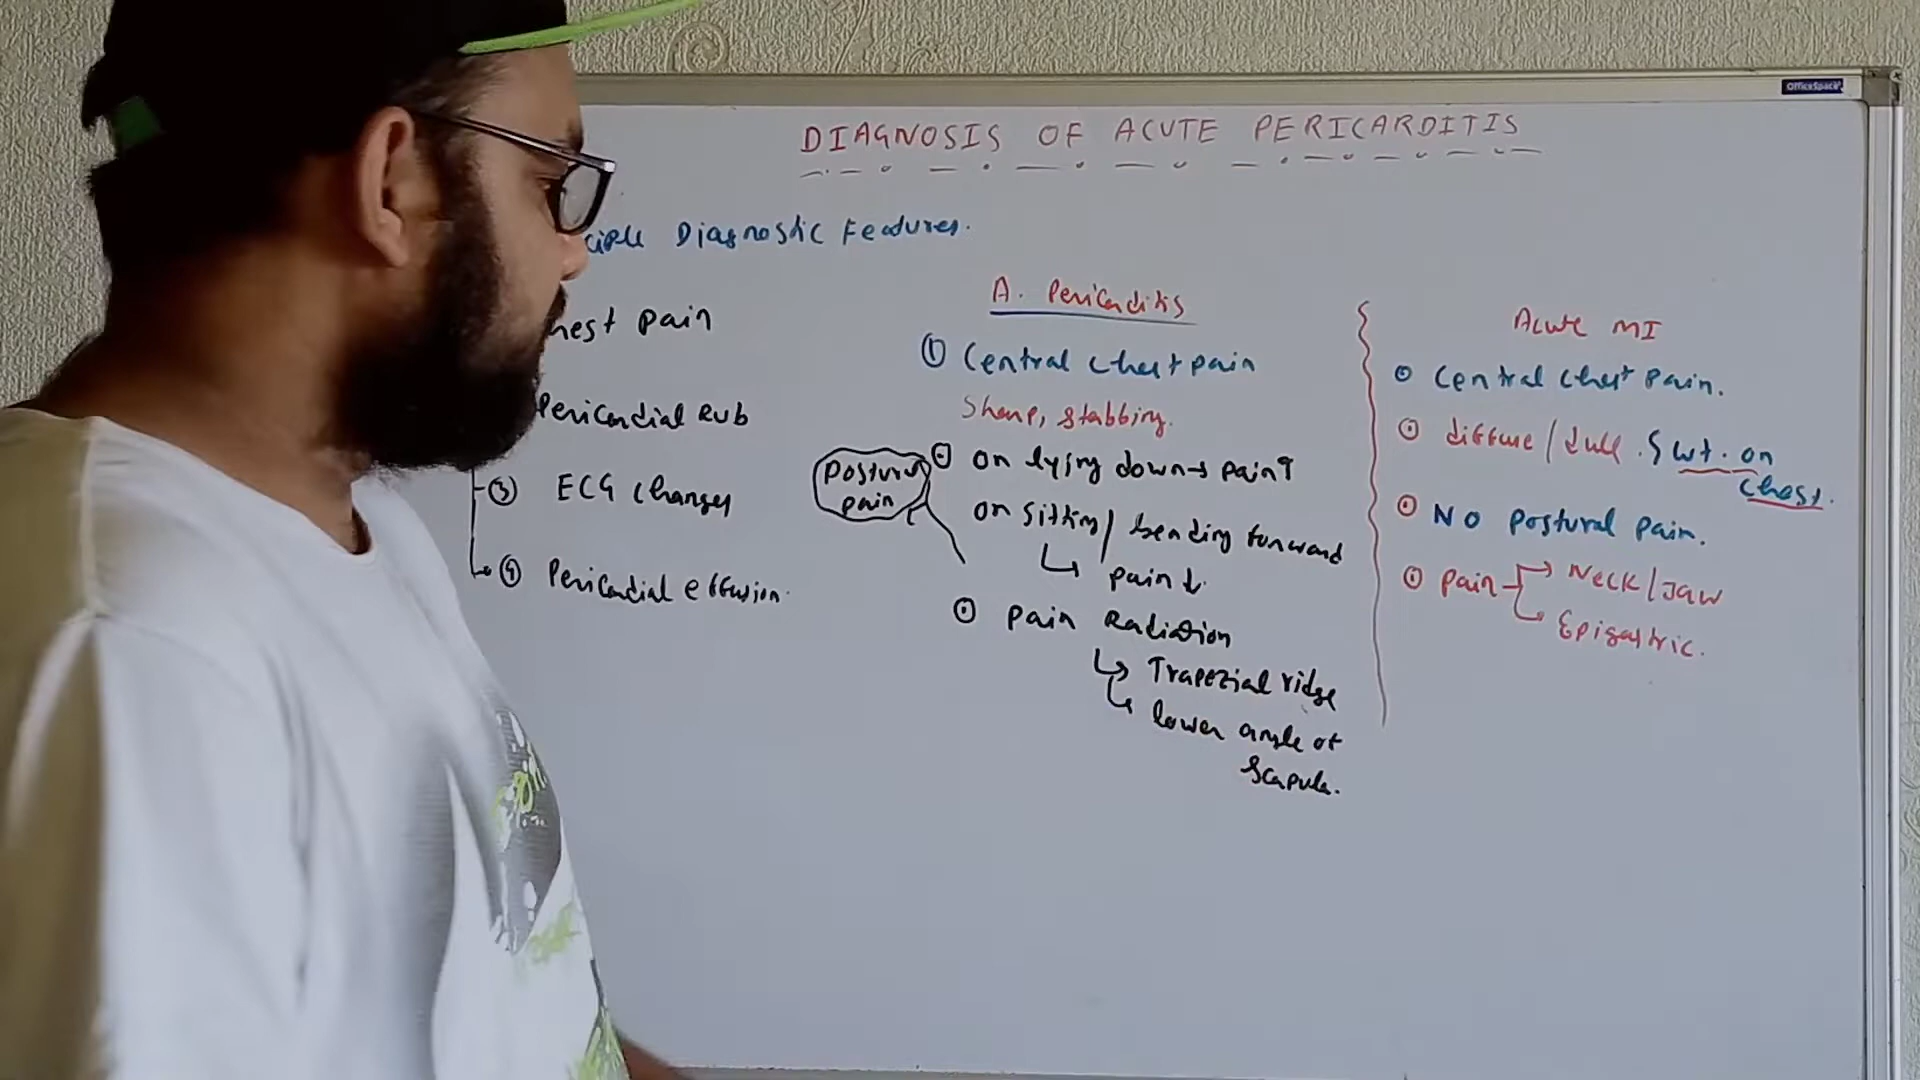 OfficeSpace
DIAGNOSIS OF ACUTE PERICARDITIS
ciple Diagnostic Features.
hest pain
Pericardial Rub
③ ECG changes
④ Pericardial effusion.
A. Pericarditis
① Central chest pain
Sharp, stabbing.
Postural
pain
⊙ on lying down → pain↑
on sitting / bending forward
↳ pain ↓
⊙ pain Radiation
↳ Trapezial ridge
↳ lower angle of
scapula.
Acute MI
⊙ Central chest pain.
⊙ diffuse / dull. wt. on
chest.
⊙ NO postural pain.
⊙ pain → Neck / Jaw
Epigastric.